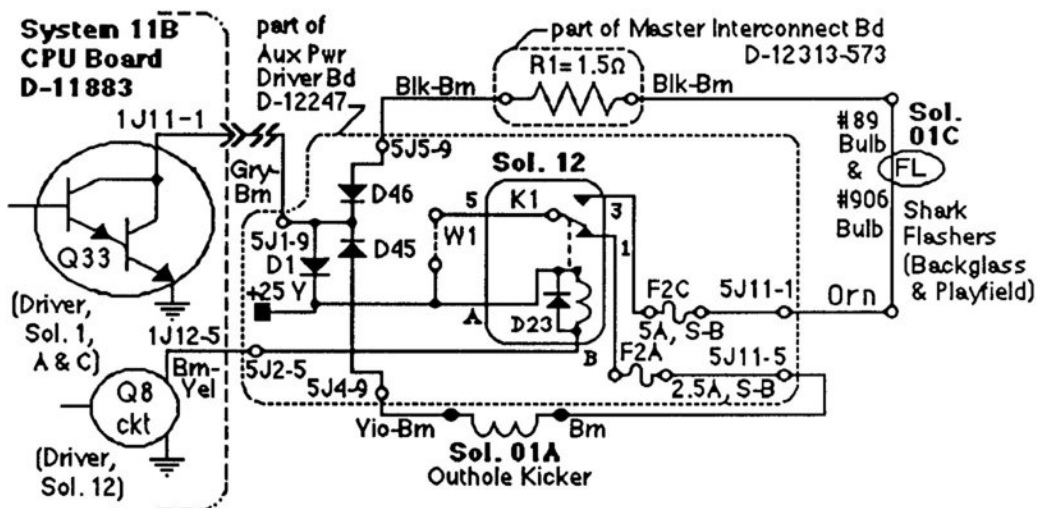 System 11B
CPU Board
D-11883
part of
Aux Pwr
Driver Bd
D-12247
part of Master Interconnect Bd
D-12313-573
R1=1.5Ω
Blk-Brn
Blk-Brn
1J11-1
5J5-9
Sol.
01C
#89
Bulb
&
#906
Bulb
FL
Gry-
Brn
D46
Sol. 12
5
K1
3
W1
1
Q33
5J1-9
D1
D45
Shark
Flashers
(Backglass
& Playfield)
+25 Y
A
D23
F2C
5J11-1
Orn
5A, S-B
(Driver,
Sol. 1,
A & C)
1J12-5
B
F2A
5J11-5
Brn-
Yel
5J2-5
5J4-9
2.5A, S-B
Q8
ckt
Yio-Brn
Brn
Sol. 01A
Outhole Kicker
(Driver,
Sol. 12)